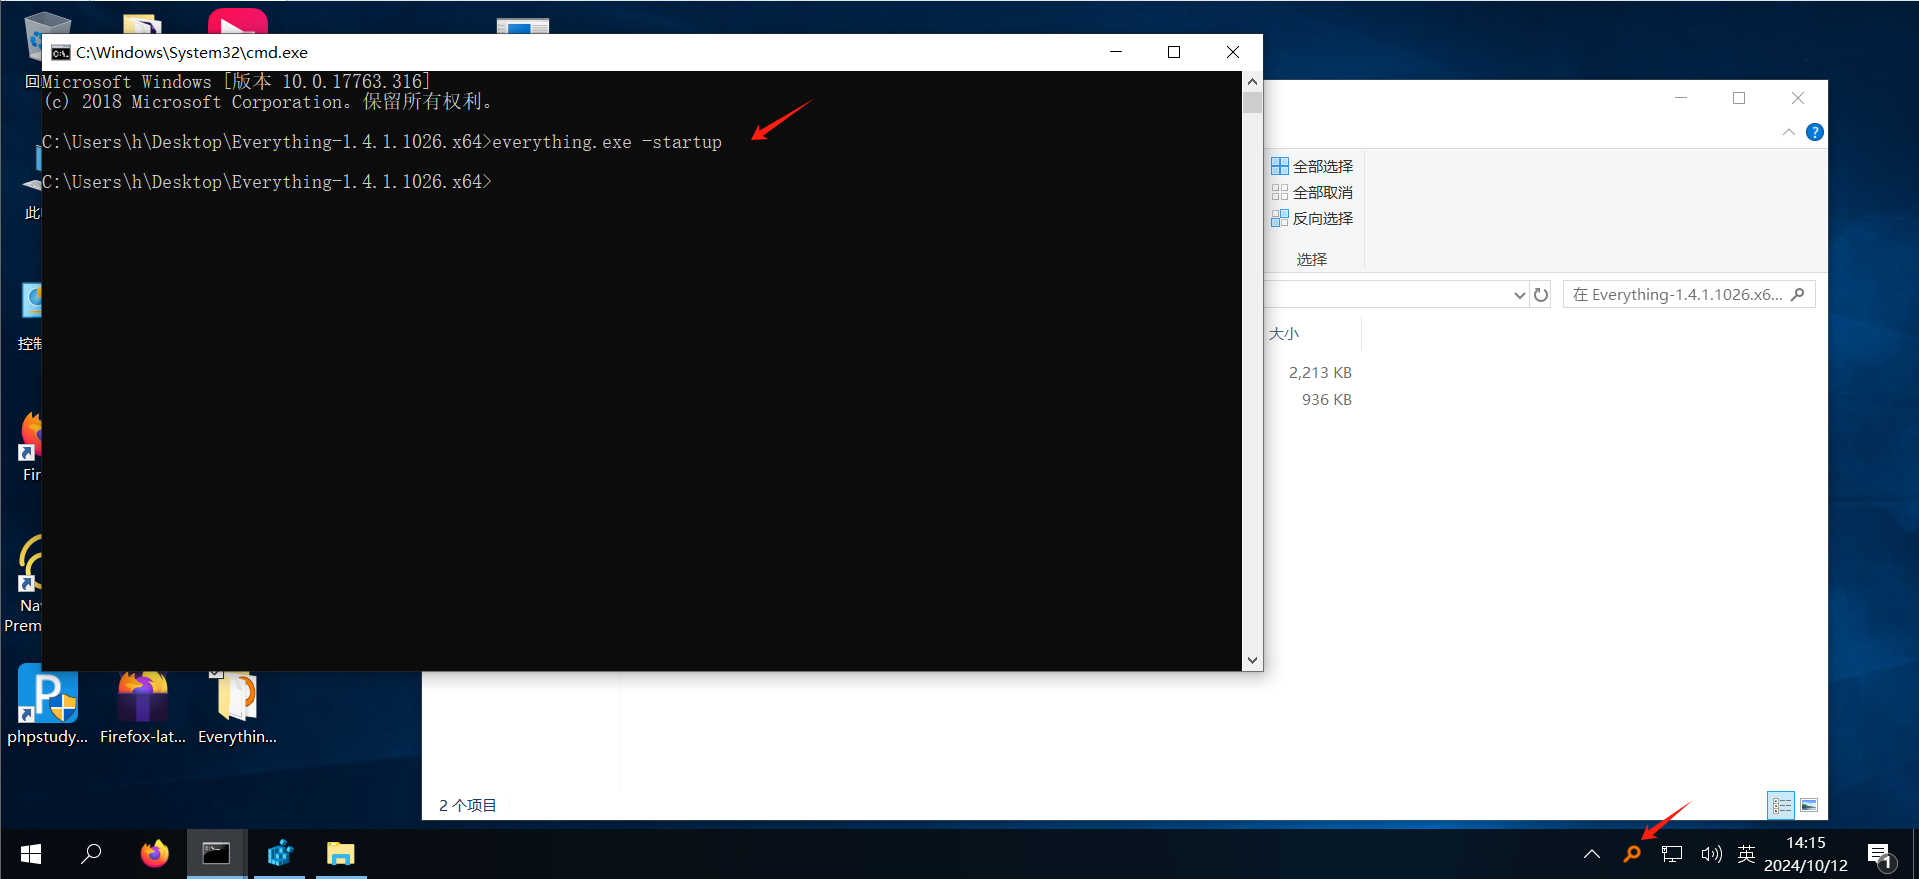 C:\Windows\System32\cmd.exe
Microsoft Windows [版本 10.0.17763.316]
(c) 2018 Microsoft Corporation。保留所有权利。
C:\Users\h\Desktop\Everything-1.4.1.1026.x64>everything.exe -startup
C:\Users\h\Desktop\Everything-1.4.1.1026.x64>
回
此
控制
Fir
Na
Prem
phpstudy...
Firefox-lat...
Everythin...
全部选择
全部取消
反向选择
选择
在 Everything-1.4.1.1026.x6...
大小
2,213 KB
936 KB
2 个项目
英
14:15
2024/10/12
1